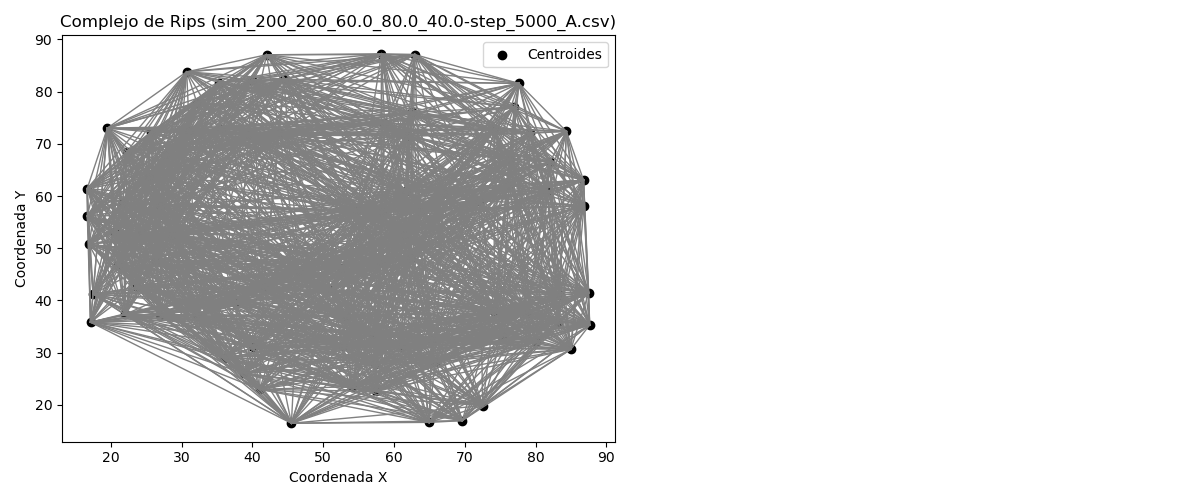 Complejo de Rips (sim_200_200_60.0_80.0_40.0-step_5000_A.csv)
Centroides
90
80
70
60
50
40
30
20
Coordenada Y
20 30 40 50 60 70 80 90
Coordenada X